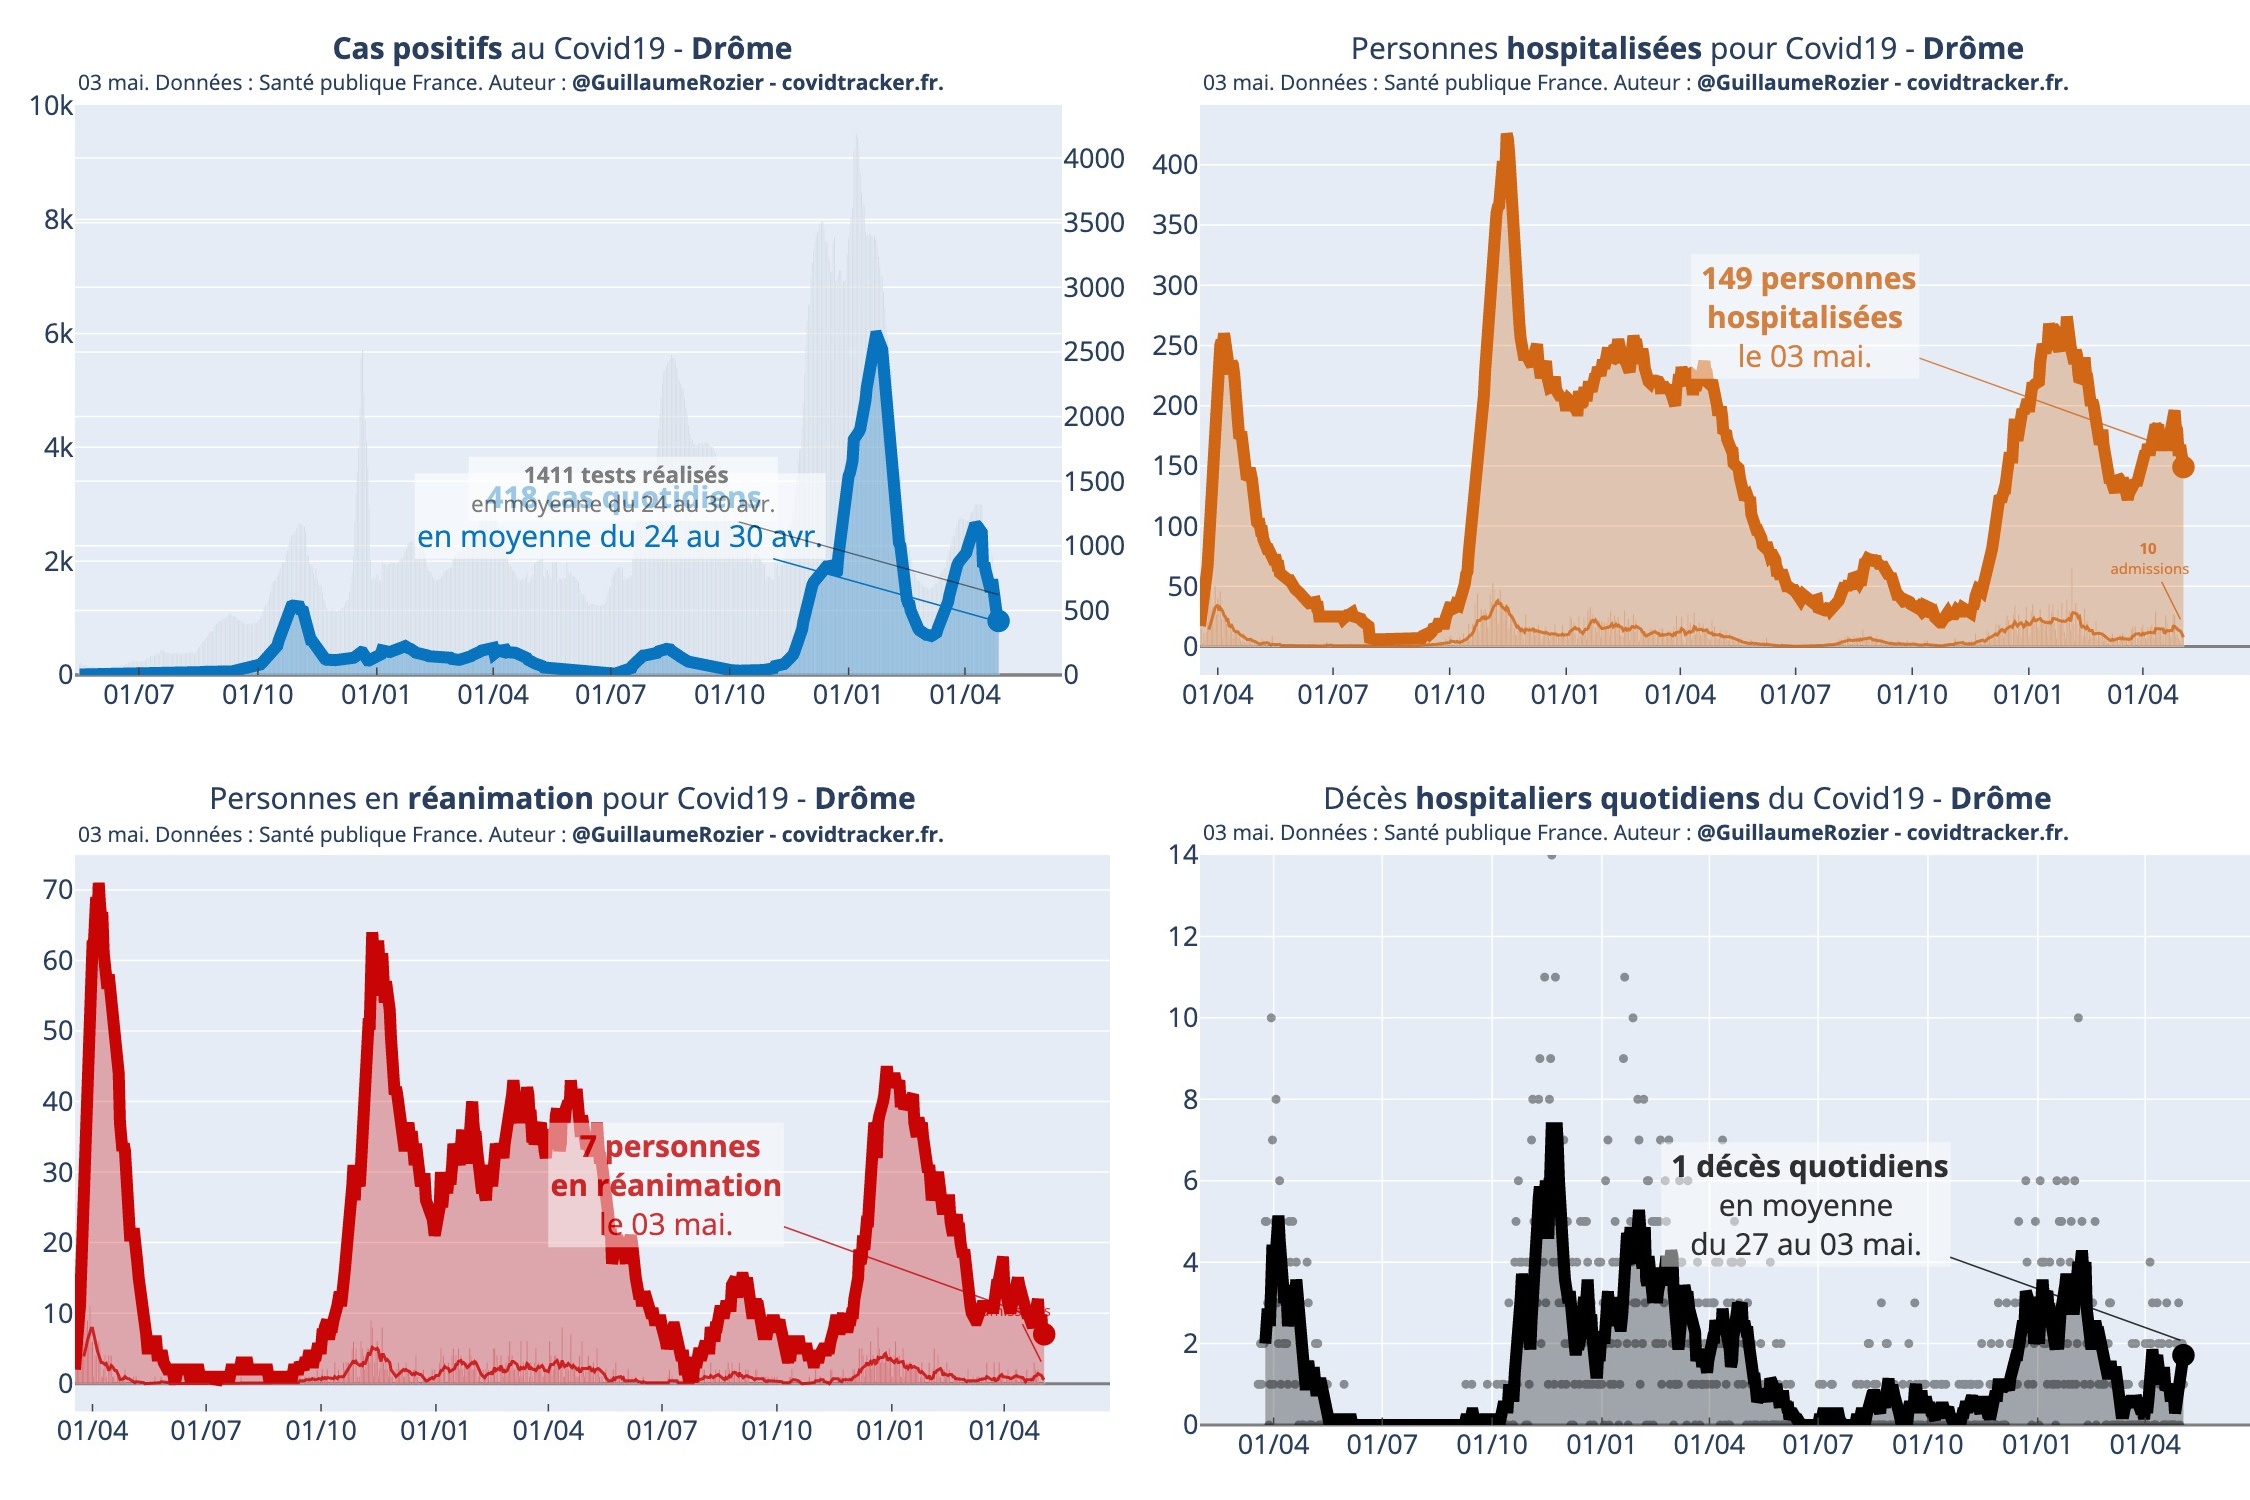 Cas positifs au Covid19 - Drôme
03 mai. Données : Santé publique France. Auteur : @GuillaumeRozier - covidtracker.fr.
10k
8k
6k
4k
2k
0
4000
3500
3000
2500
2000
1500
1000
500
0
1411 tests réalisés
en moyenne du 24 au 30 avr.
418 cas quotidiens
en moyenne du 24 au 30 avr.
01/07 01/10 01/01 01/04 01/07 01/10 01/01 01/04
Personnes hospitalisées pour Covid19 - Drôme
03 mai. Données : Santé publique France. Auteur : @GuillaumeRozier - covidtracker.fr.
400
350
300
250
200
150
100
50
0
149 personnes
hospitalisées
le 03 mai.
10
admissions
01/04 01/07 01/10 01/01 01/04 01/07 01/10 01/01 01/04
Personnes en réanimation pour Covid19 - Drôme
03 mai. Données : Santé publique France. Auteur : @GuillaumeRozier - covidtracker.fr.
70
60
50
40
30
20
10
0
7 personnes
en réanimation
le 03 mai.
01/04 01/07 01/10 01/01 01/04 01/07 01/10 01/01 01/04
Décès hospitaliers quotidiens du Covid19 - Drôme
03 mai. Données : Santé publique France. Auteur : @GuillaumeRozier - covidtracker.fr.
14
12
10
8
6
4
2
0
1 décès quotidiens
en moyenne
du 27 au 03 mai.
01/04 01/07 01/10 01/01 01/04 01/07 01/10 01/01 01/04